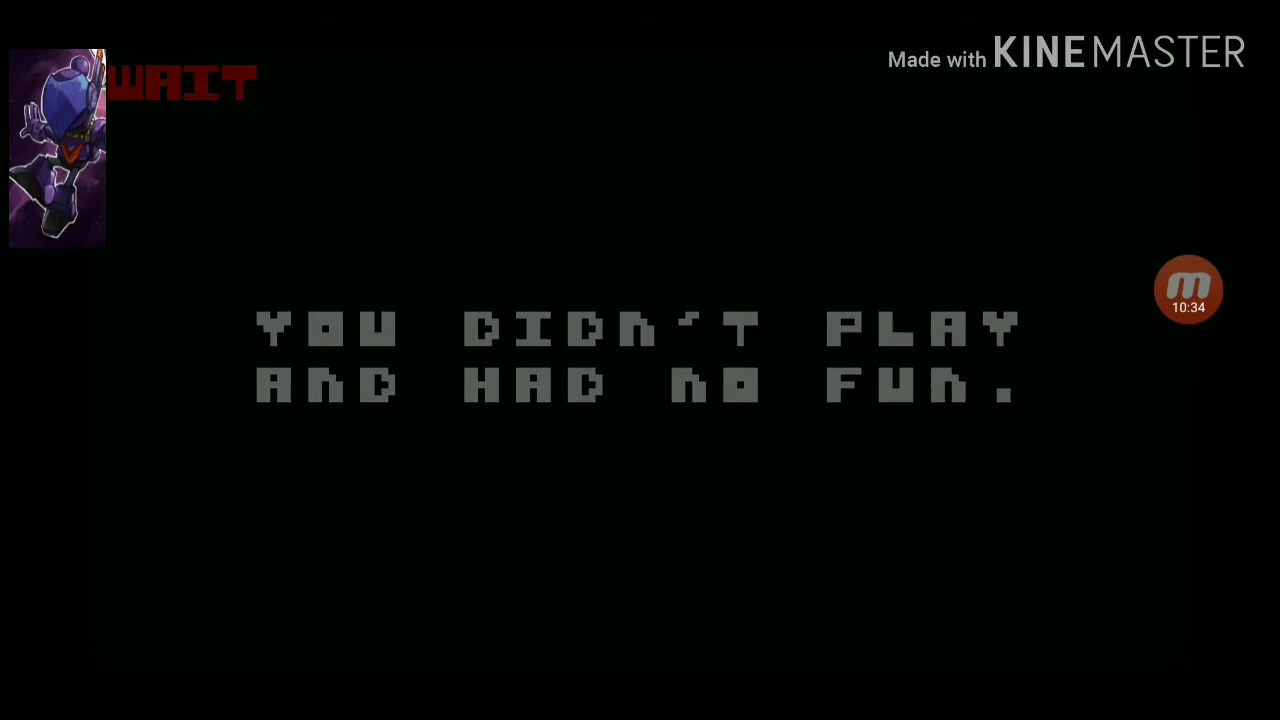 Made with KINEMASTER
WAIT
10:34
YOU DIDN'T PLAY
AND HAD NO FUN.